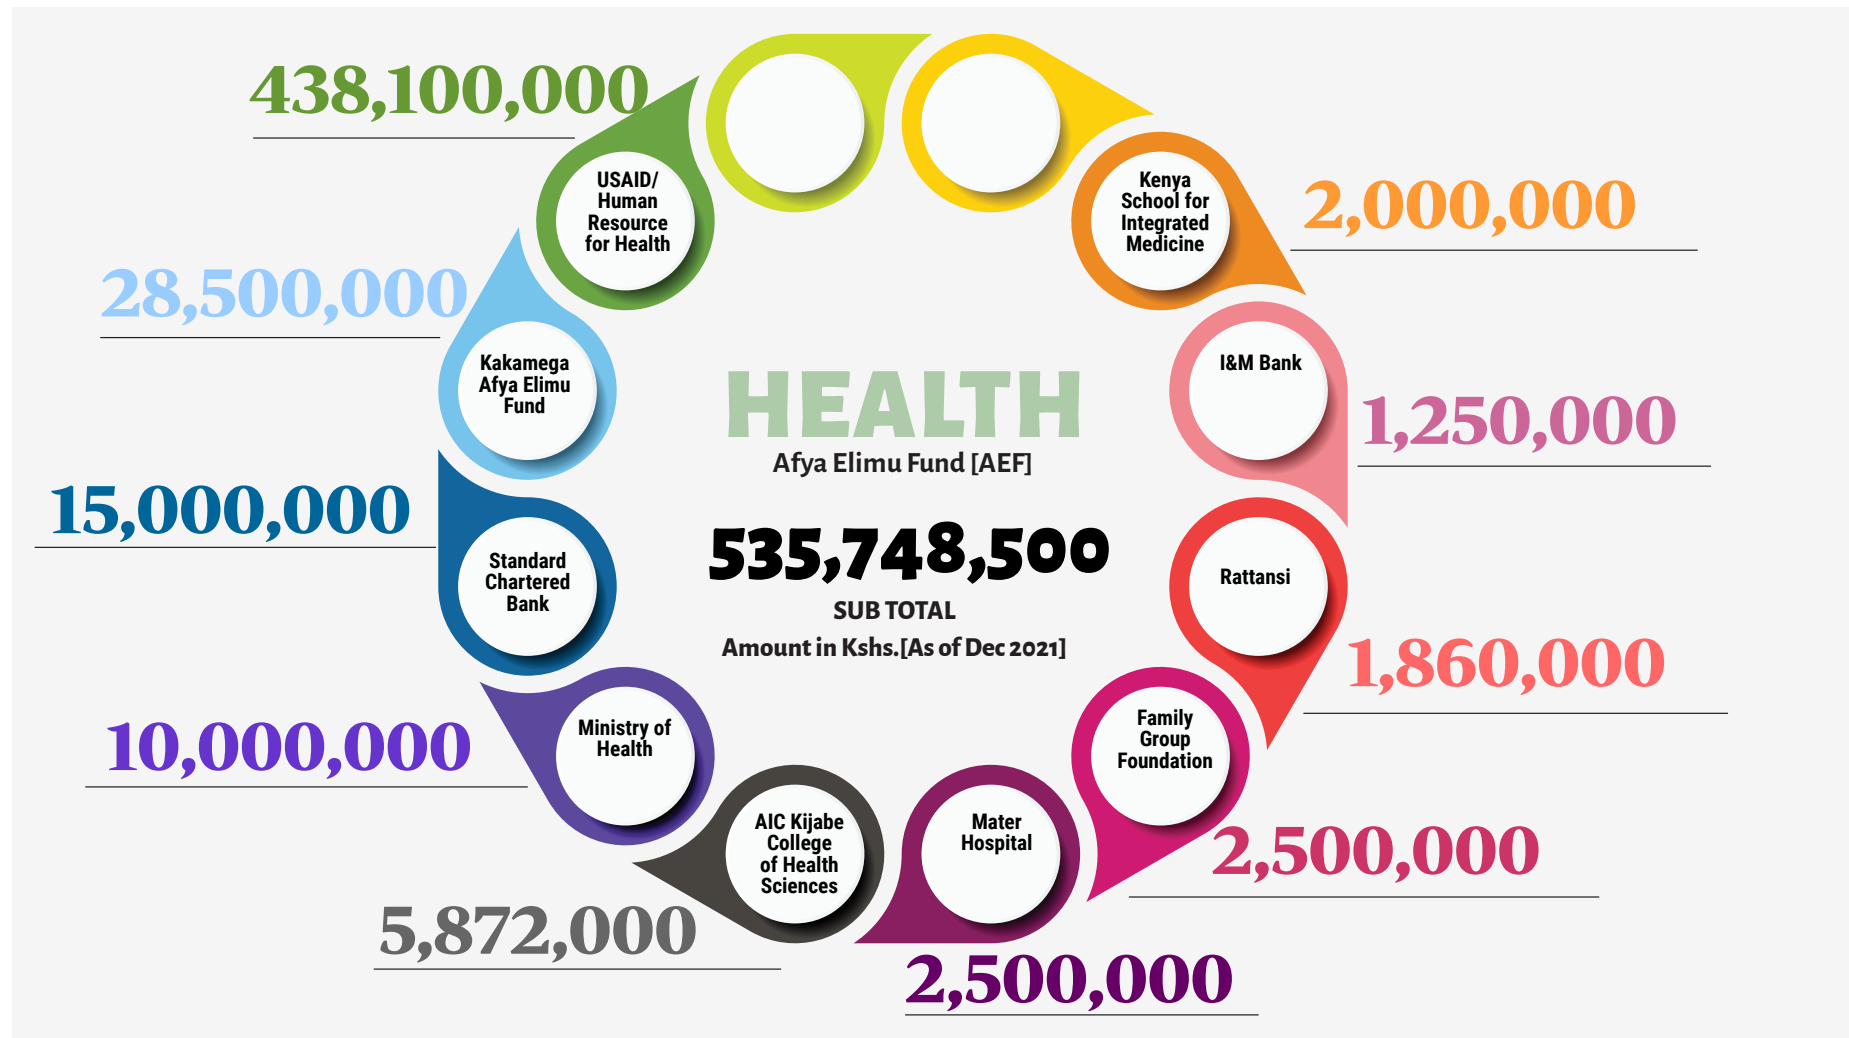 438,100,000
USAID/
Human
Resource
for Health
Kenya
School for
Integrated
Medicine
2,000,000
28,500,000
Kakamega
Afya Elimu
Fund
I&M Bank
1,250,000
HEALTH
Afya Elimu Fund [AEF]
15,000,000
Standard
Chartered
Bank
535,748,500
SUB TOTAL
Amount in Kshs.[As of Dec 2021]
Rattansi
1,860,000
10,000,000
Ministry of
Health
Family
Group
Foundation
2,500,000
AIC Kijabe
College
of Health
Sciences
5,872,000
Mater
Hospital
2,500,000